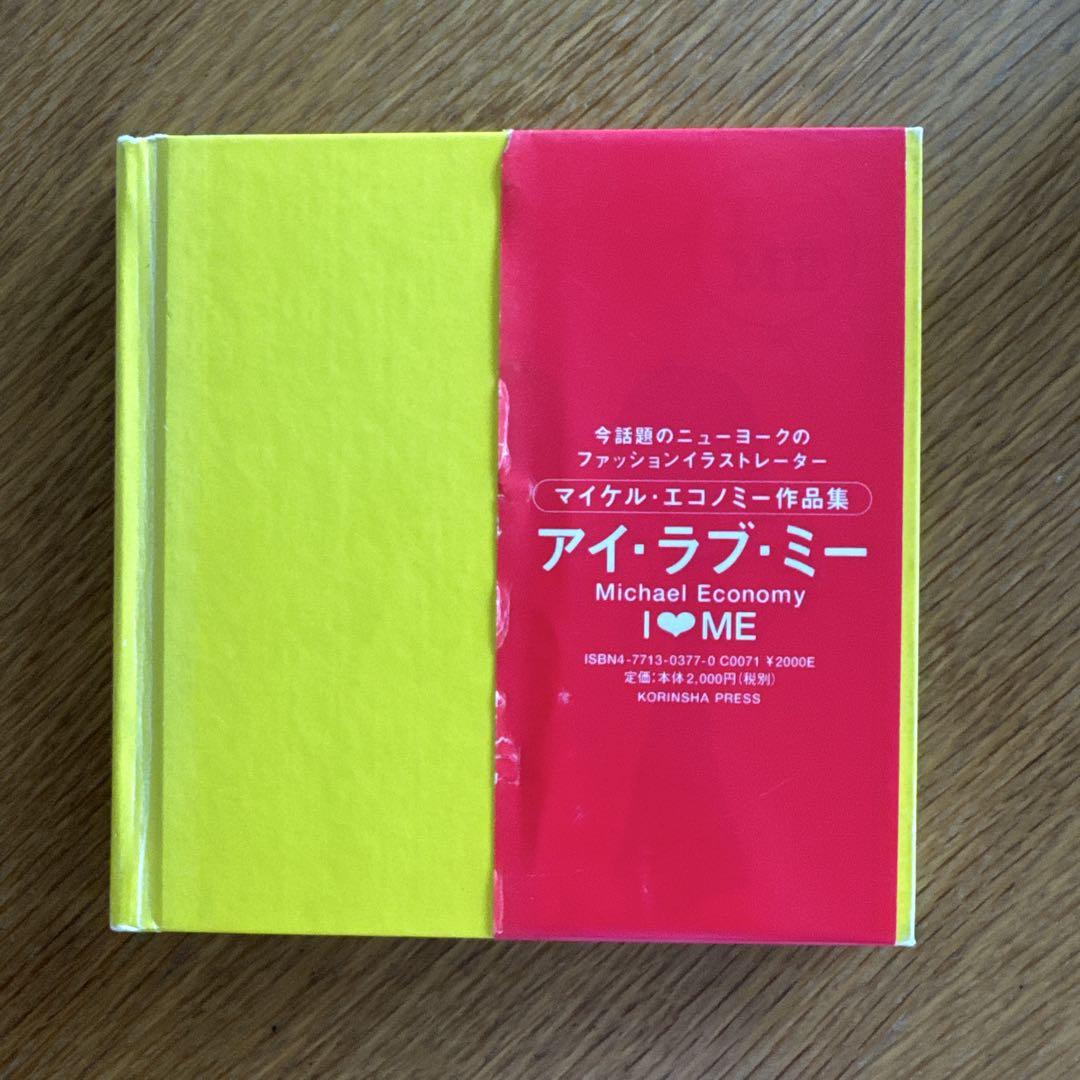 ME
今話題のニューヨークの
ファッションイラストレーター
マイケル・エコノミー作品集
アイ・ラブ・ミー
Michael Economy
I❤ME
ISBN4-7713-0377-0 C0071 ¥2000E
定価:本体2,000円(税別)
KORINSHA PRESS